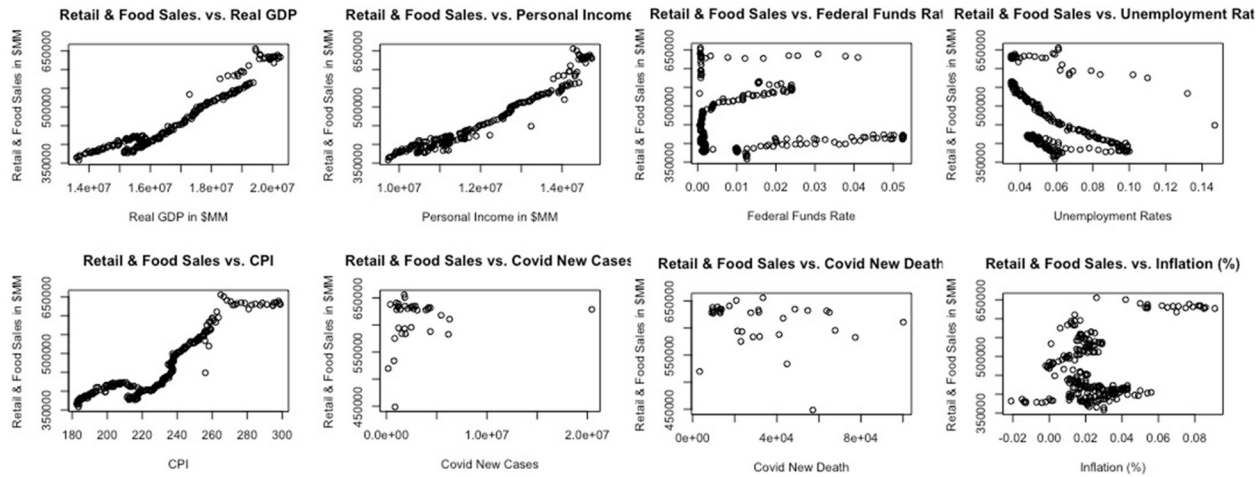 Retail & Food Sales. vs. Real GDP
Retail & Food Sales in $MM
350000 500000 650000
1.4e+07 1.6e+07 1.8e+07 2.0e+07
Real GDP in $MM
Retail & Food Sales. vs. Personal Income
Retail & Food Sales in $MM
350000 500000 650000
1.0e+07 1.2e+07 1.4e+07
Personal Income in $MM
Retail & Food Sales vs. Federal Funds Rat
Retail & Food Sales in $MM
350000 500000 650000
0.00 0.01 0.02 0.03 0.04 0.05
Federal Funds Rate
Retail & Food Sales vs. Unemployment Rat
Retail & Food Sales in $MM
350000 500000 650000
0.04 0.06 0.08 0.10 0.12 0.14
Unemployment Rates
Retail & Food Sales vs. CPI
Retail & Food Sales in $MM
350000 500000 650000
180 200 220 240 260 280 300
CPI
Retail & Food Sales vs. Covid New Cases
Retail & Food Sales in $MM
450000 550000 650000
0.0e+00 1.0e+07 2.0e+07
Covid New Cases
Retail & Food Sales vs. Covid New Death
Retail & Food Sales in $MM
450000 550000 650000
0e+00 4e+04 8e+04
Covid New Death
Retail & Food Sales. vs. Inflation (%)
Retail & Food Sales in $MM
350000 500000 650000
-0.02 0.00 0.02 0.04 0.06 0.08
Inflation (%)